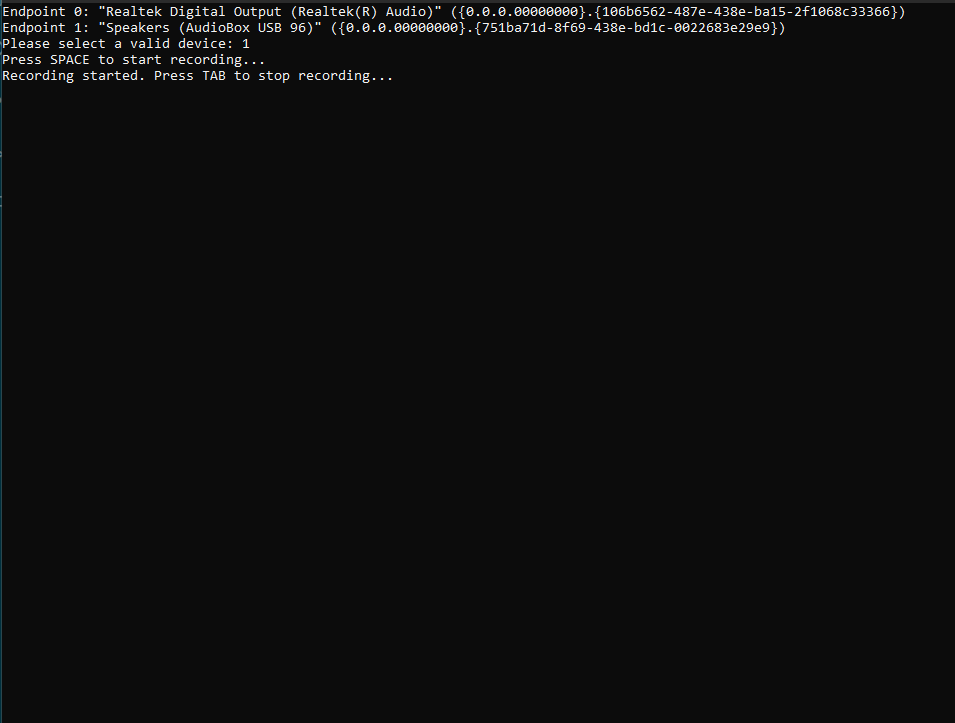 Endpoint 0: "Realtek Digital Output (Realtek(R) Audio)" ({0.0.0.00000000}.{106b6562-487e-438e-ba15-2f1068c33366})
Endpoint 1: "Speakers (AudioBox USB 96)" ({0.0.0.00000000}.{751ba71d-8f69-438e-bd1c-0022683e29e9})
Please select a valid device: 1
Press SPACE to start recording...
Recording started. Press TAB to stop recording...